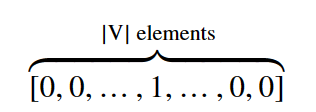 |V| elements
[0, 0, … , 1, … , 0, 0]